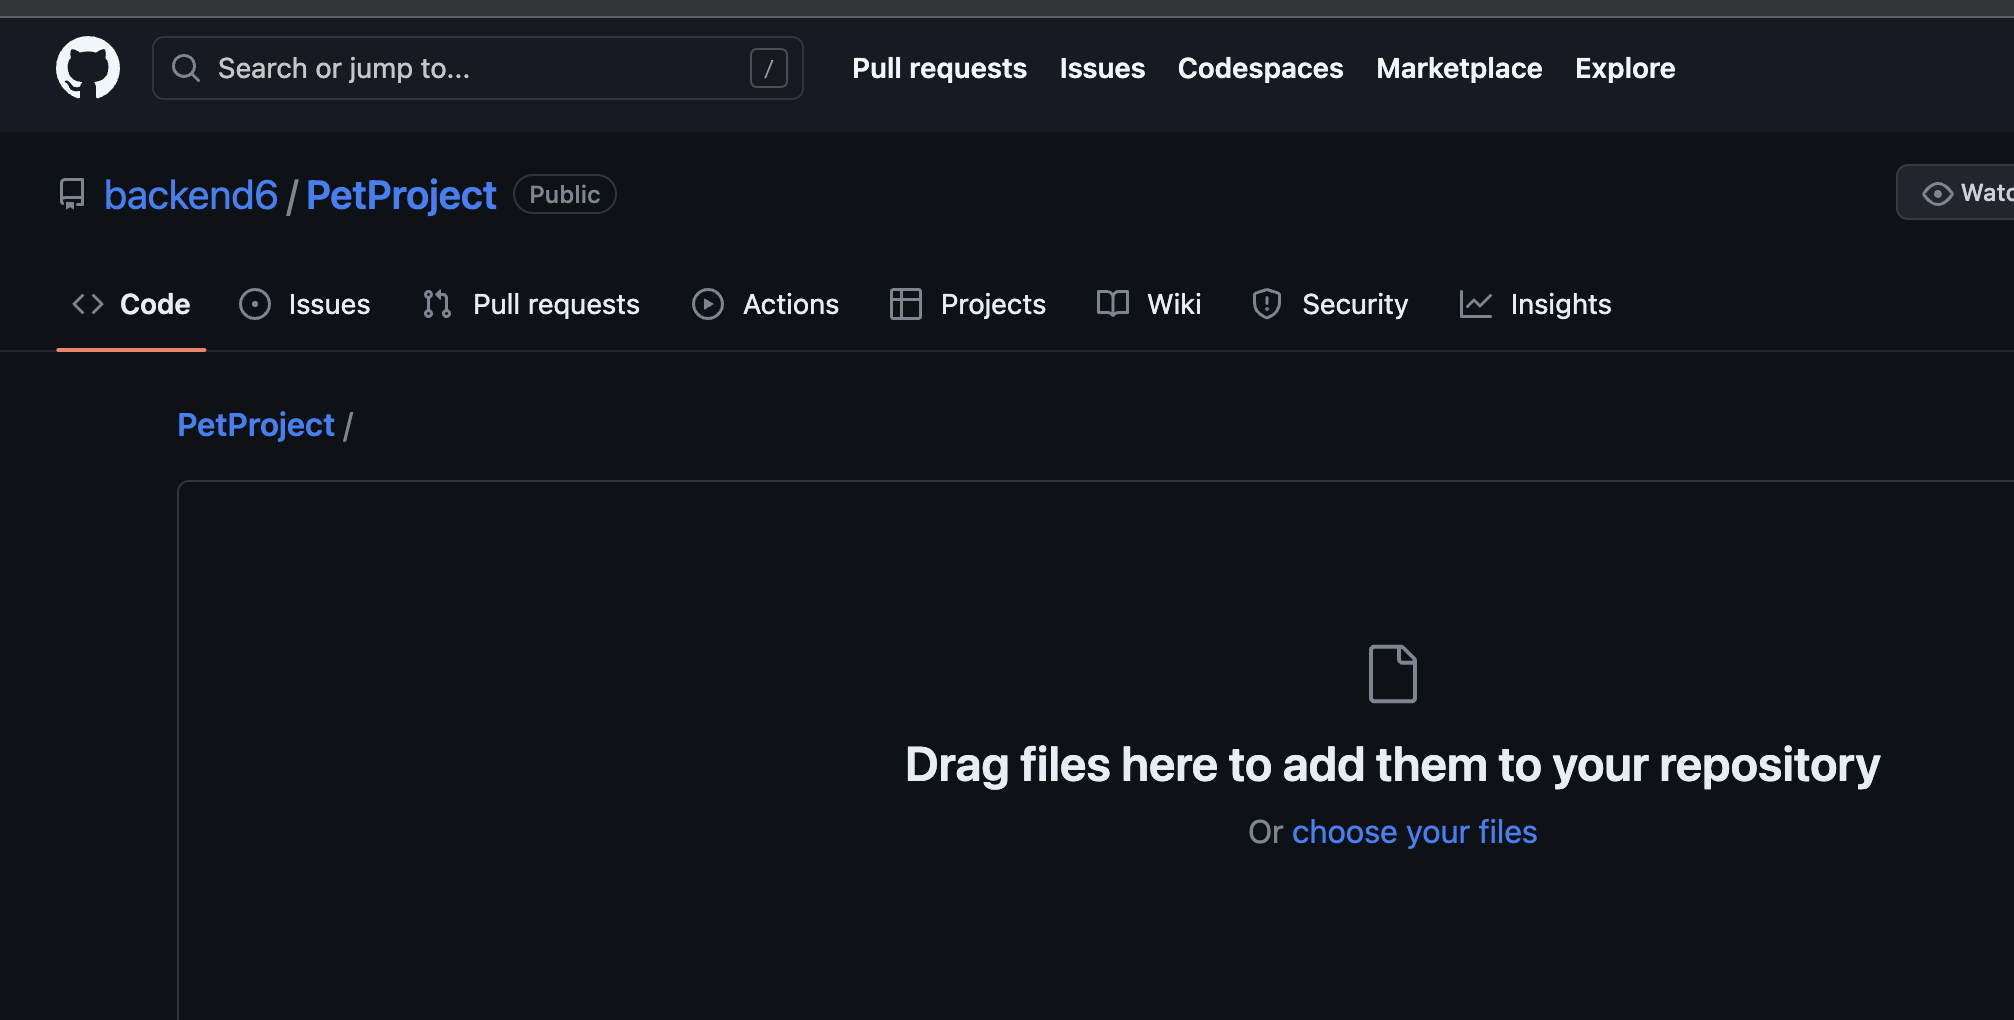 Search or jump to... / Pull requests Issues Codespaces Marketplace Explore
backend6 / PetProject Public Watc
Code Issues Pull requests Actions Projects Wiki Security Insights
PetProject /
Drag files here to add them to your repository
Or choose your files